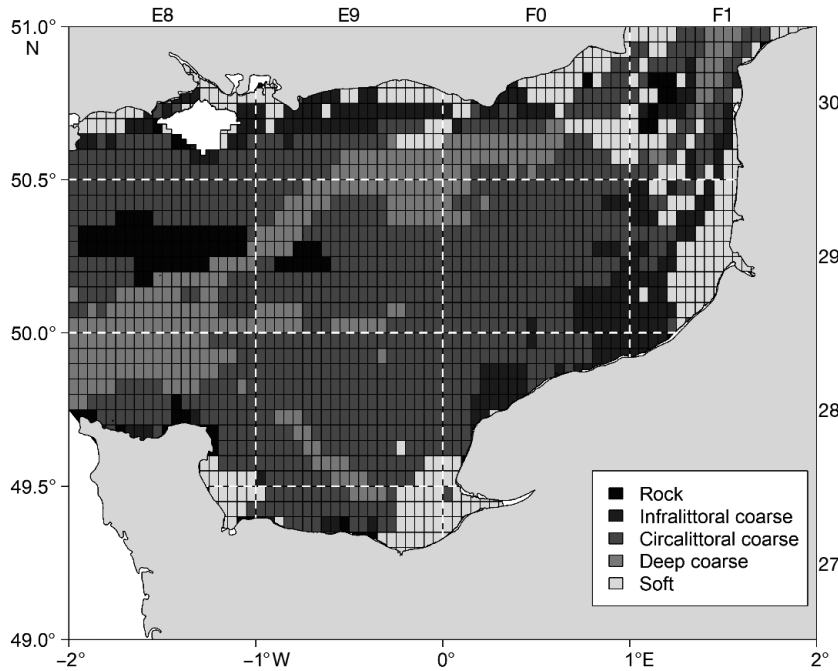 E8 E9 F0 F1
51.0°
N
30
50.5°
29
50.0°
28
49.5°
27
49.0°
Rock
Infralittoral coarse
Circalittoral coarse
Deep coarse
Soft
-2° -1°W 0° 1°E 2°